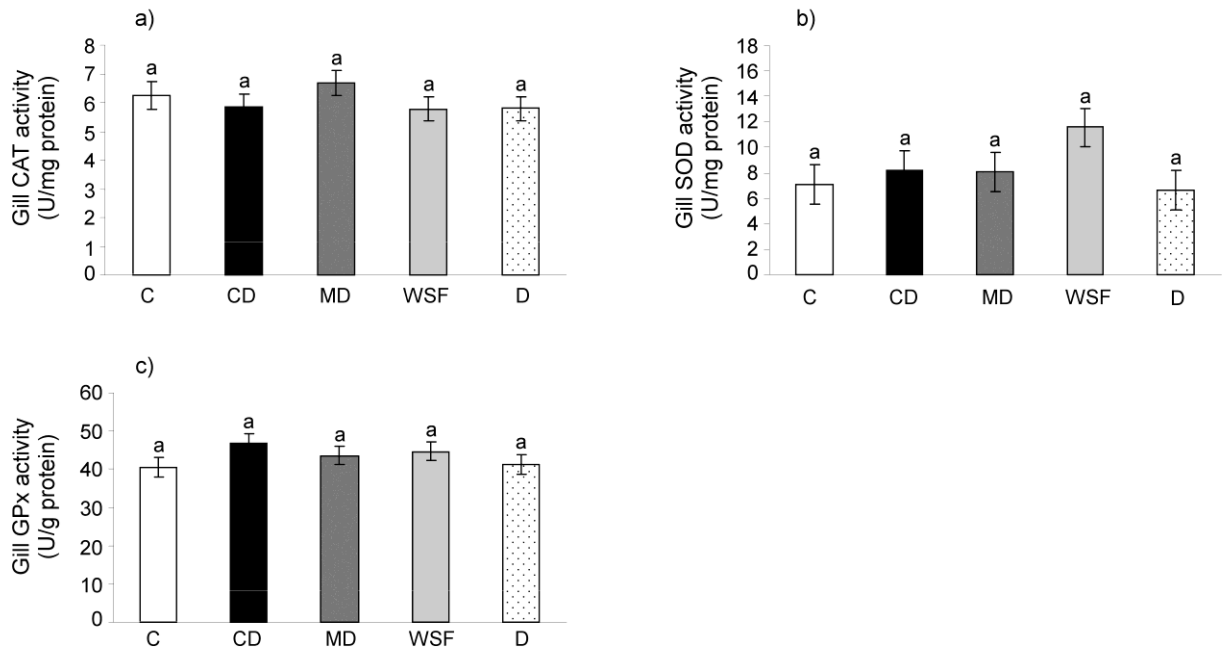 a)
Gill CAT activity
(U/mg protein)
8
7
6
5
4
3
2
1
0
a a a a a
C CD MD WSF D
b)
Gill SOD activity
(U/mg protein)
18
16
14
12
10
8
6
4
2
0
a a a a a
C CD MD WSF D
c)
Gill GPx activity
(U/g protein)
60
50
40
30
20
10
0
a a a a a
C CD MD WSF D